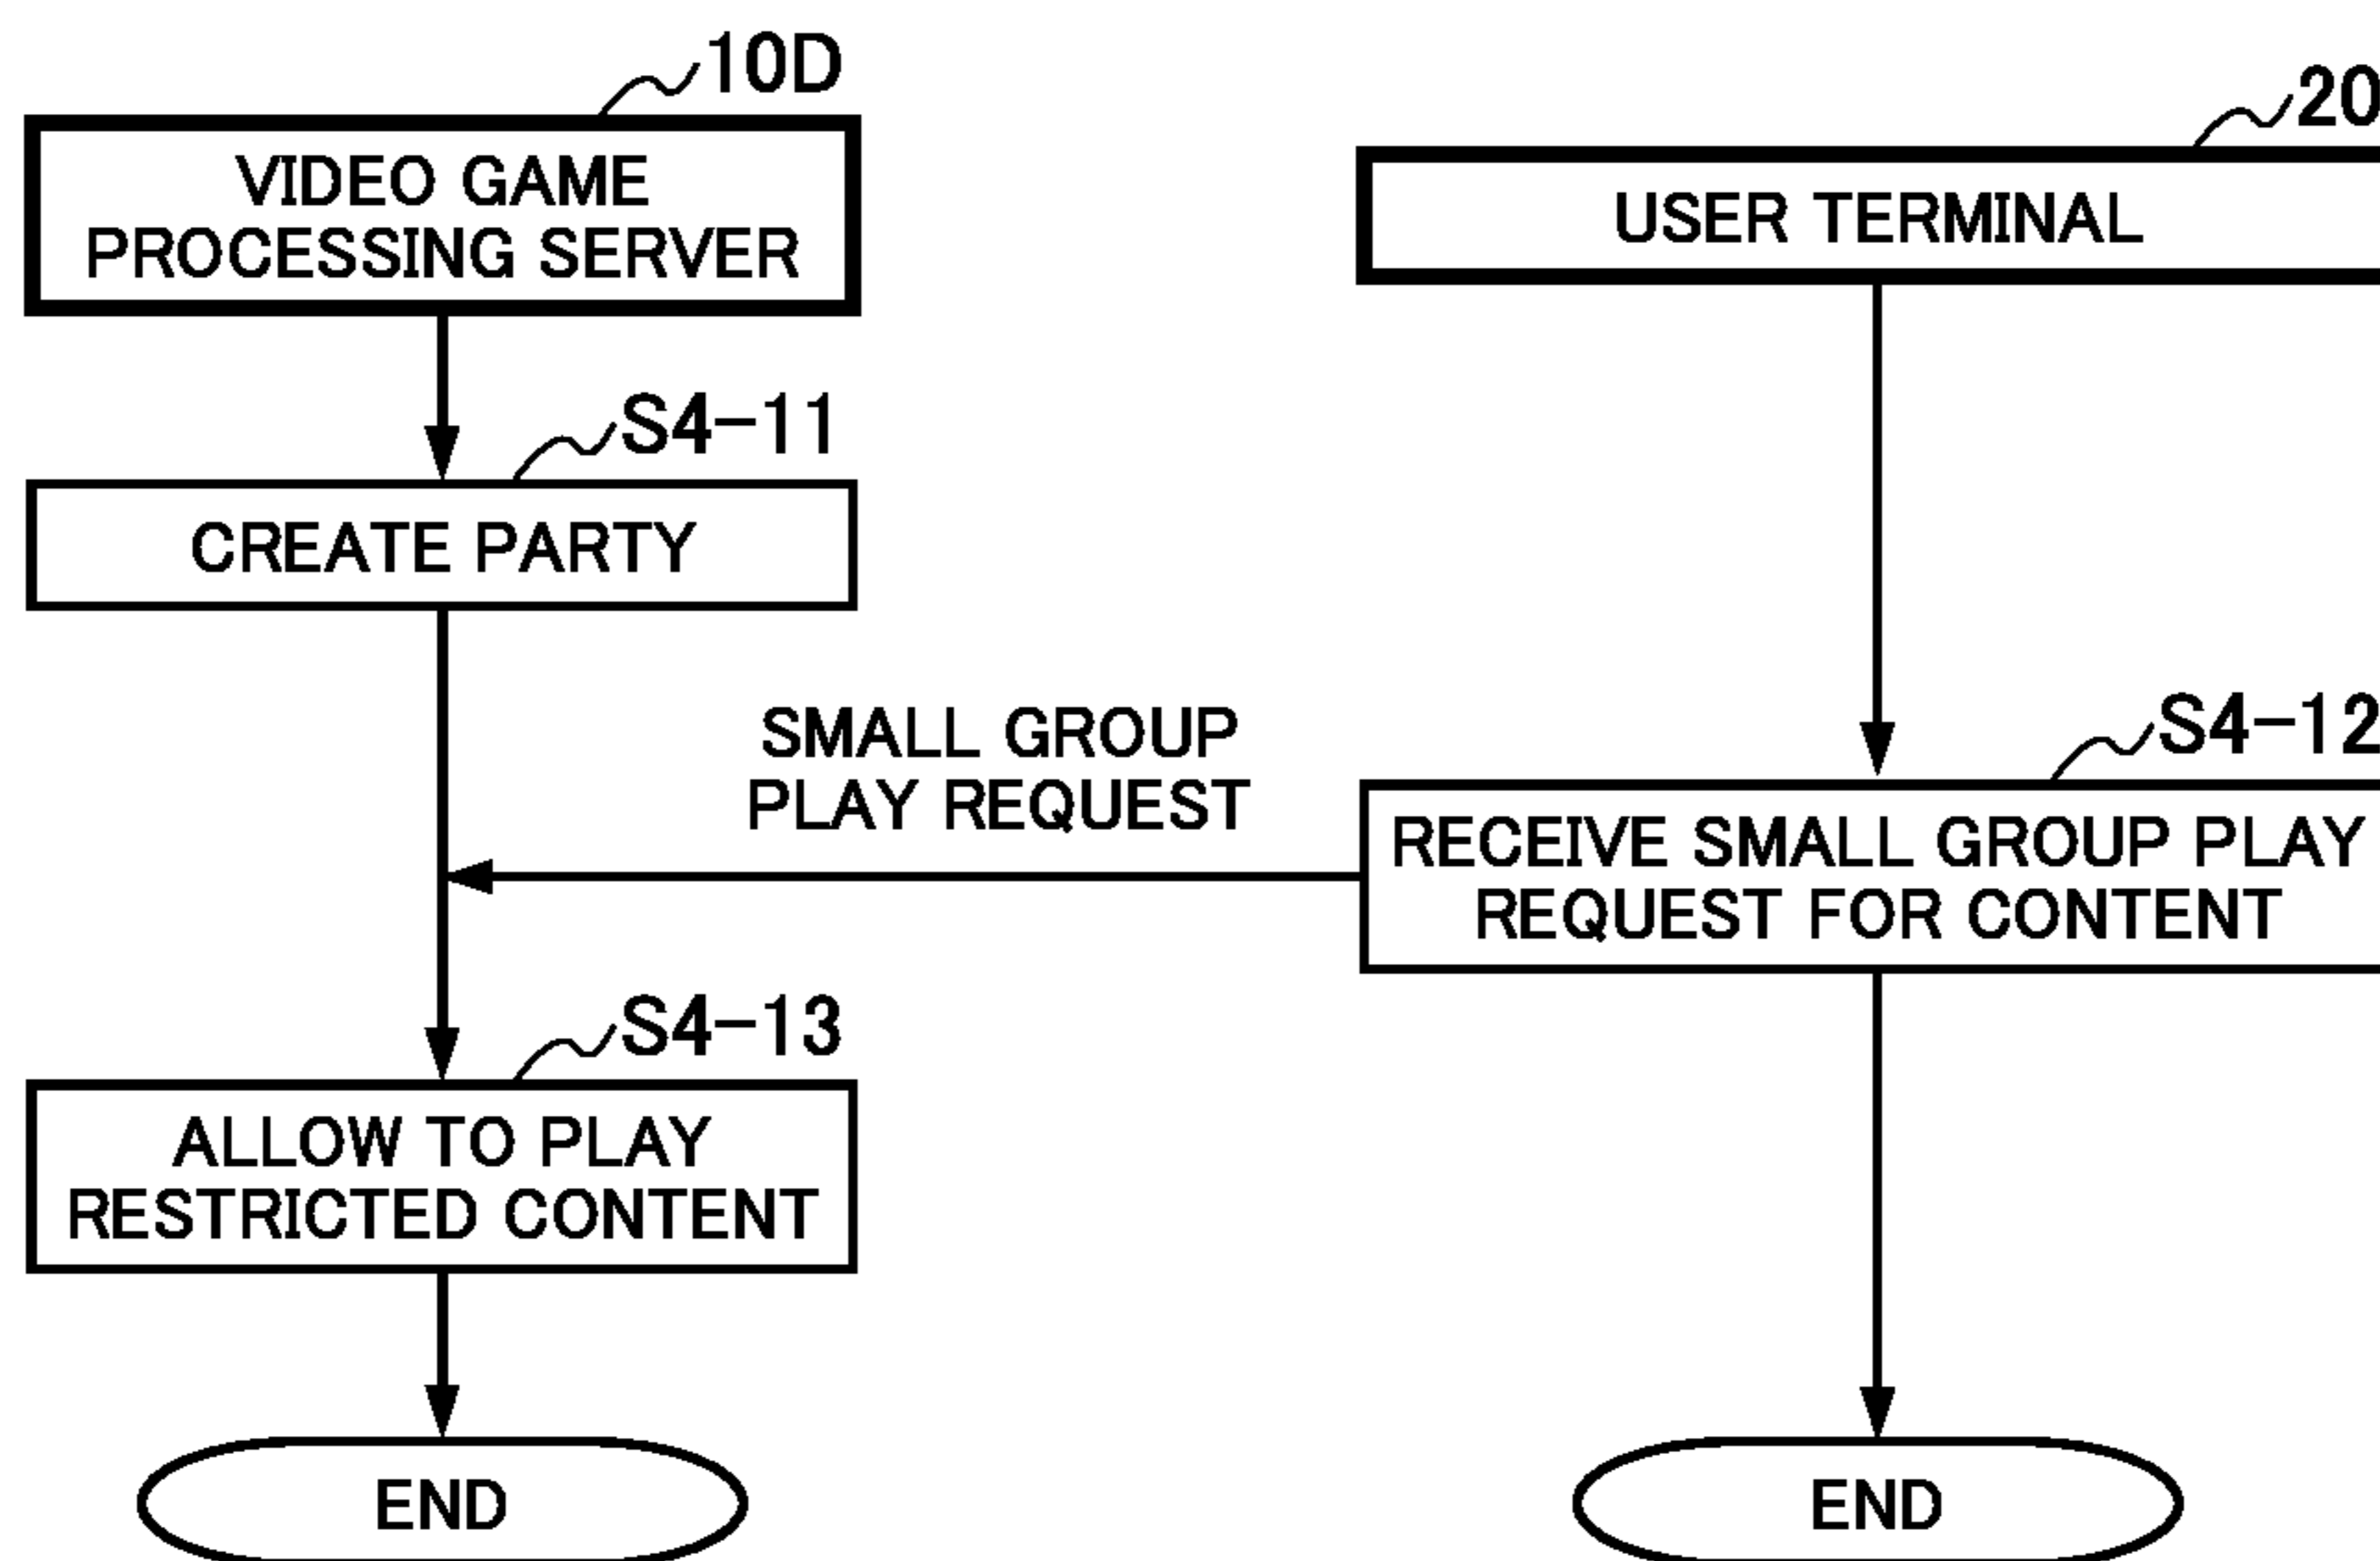 10D
VIDEO GAME
PROCESSING SERVER
20
USER TERMINAL
S4-11
CREATE PARTY
SMALL GROUP
PLAY REQUEST
S4-12
RECEIVE SMALL GROUP PLAY
REQUEST FOR CONTENT
S4-13
ALLOW TO PLAY
RESTRICTED CONTENT
END
END